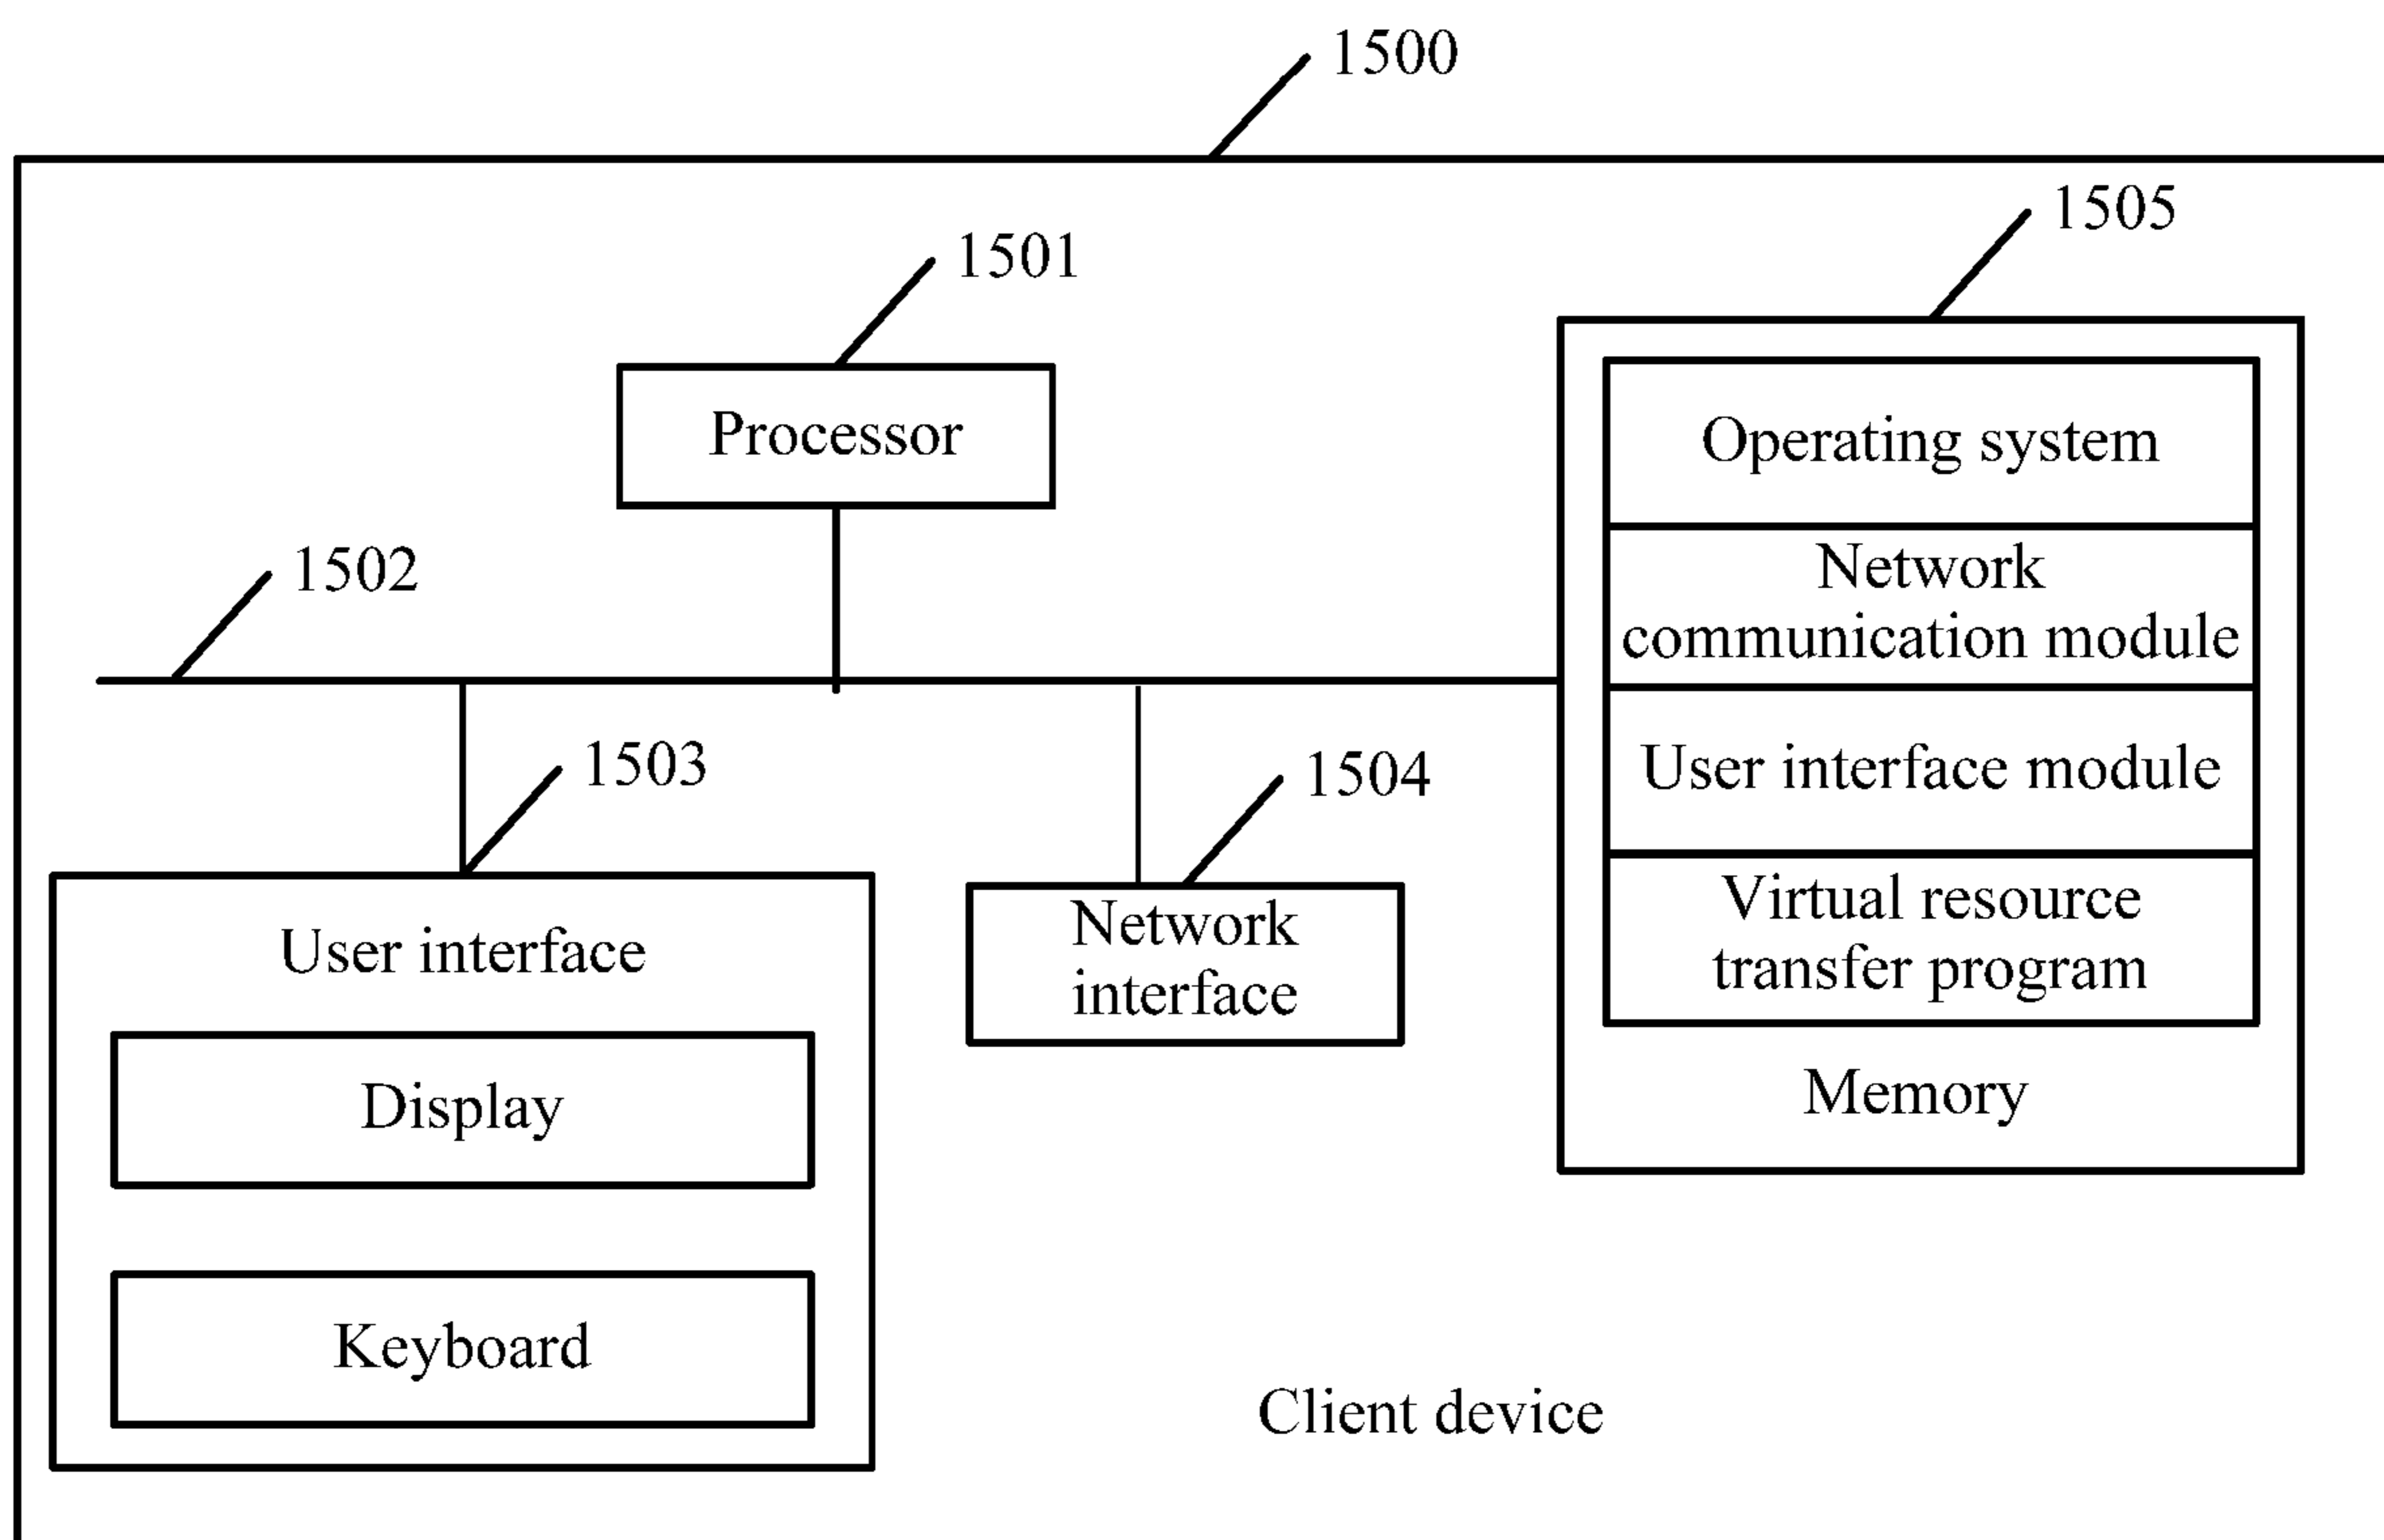 1500
1505
1501
Processor
Operating system
1502
Network
communication module
1503
1504
User interface module
User interface
Network
interface
Virtual resource
transfer program
Display
Memory
Keyboard
Client device